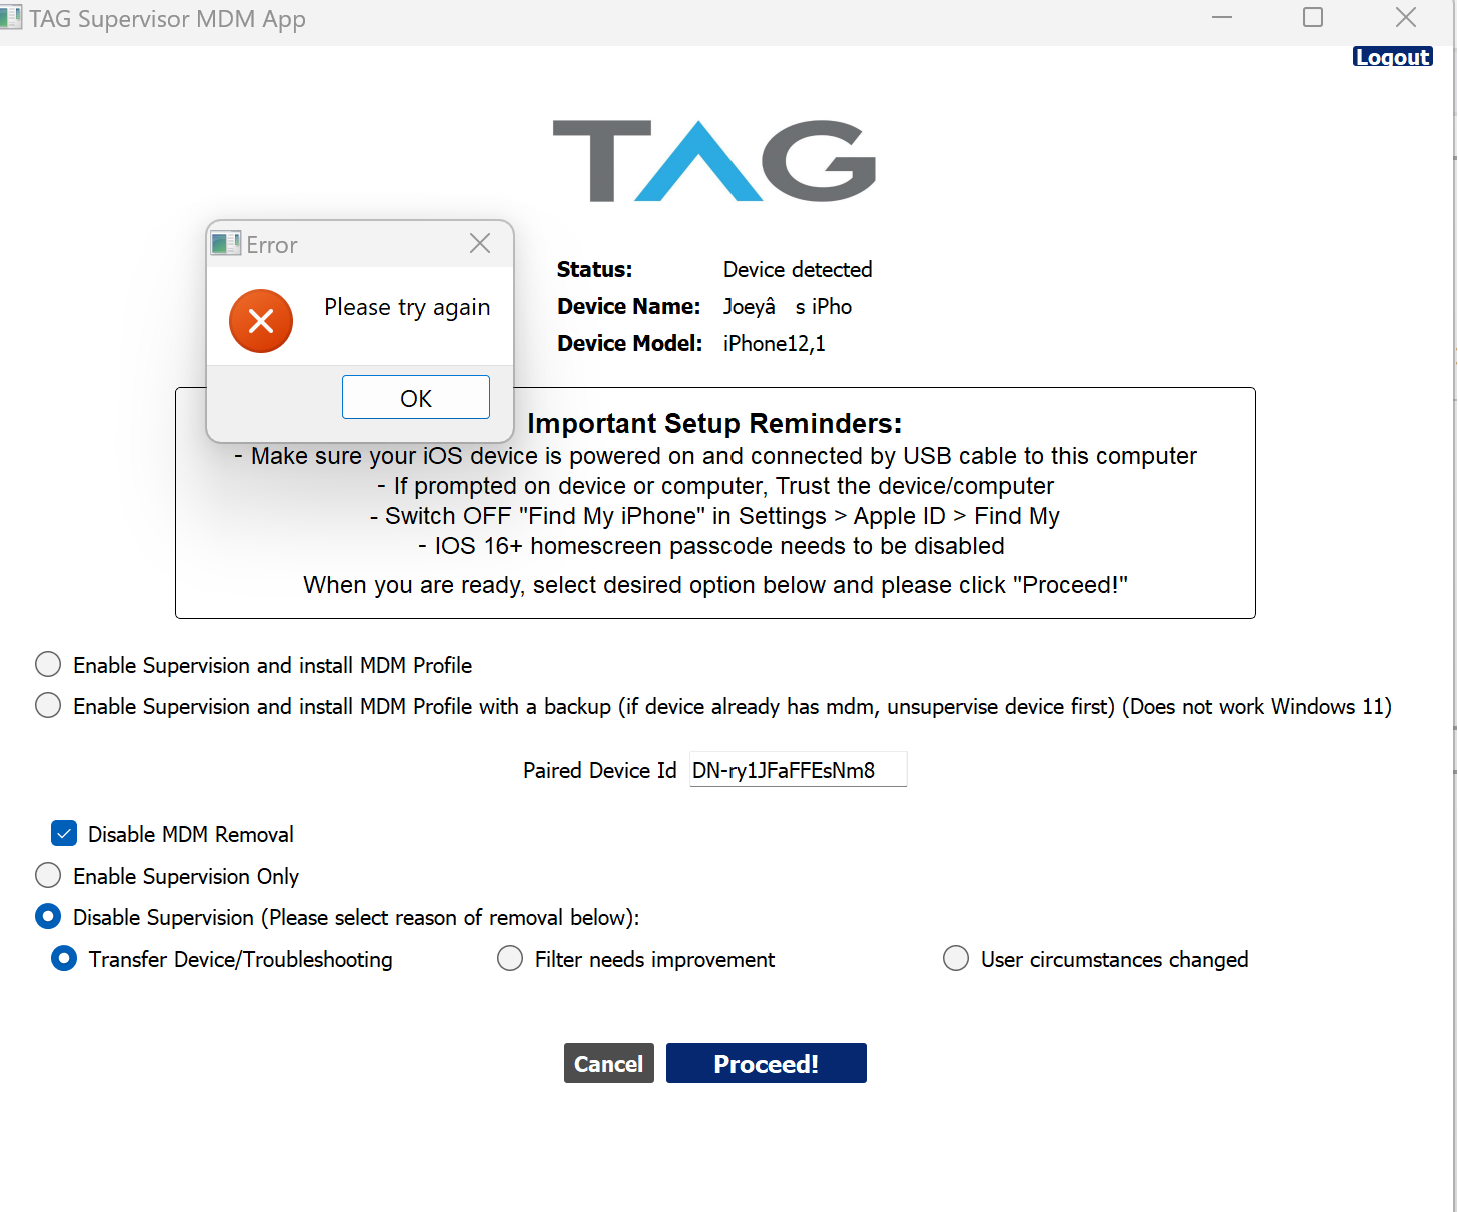 TAG Supervisor MDM App
Logout
TAG
Error
Please try again
OK
Status: Device detected
Device Name: Joeyâ s iPho
Device Model: iPhone12,1
Important Setup Reminders:
- Make sure your iOS device is powered on and connected by USB cable to this computer
- If prompted on device or computer, Trust the device/computer
- Switch OFF "Find My iPhone" in Settings > Apple ID > Find My
- IOS 16+ homescreen passcode needs to be disabled
When you are ready, select desired option below and please click "Proceed!"
Enable Supervision and install MDM Profile
Enable Supervision and install MDM Profile with a backup (if device already has mdm, unsupervise device first) (Does not work Windows 11)
Paired Device Id DN-ry1JFaFFEsNm8
Disable MDM Removal
Enable Supervision Only
Disable Supervision (Please select reason of removal below):
Transfer Device/Troubleshooting Filter needs improvement User circumstances changed
Cancel Proceed!